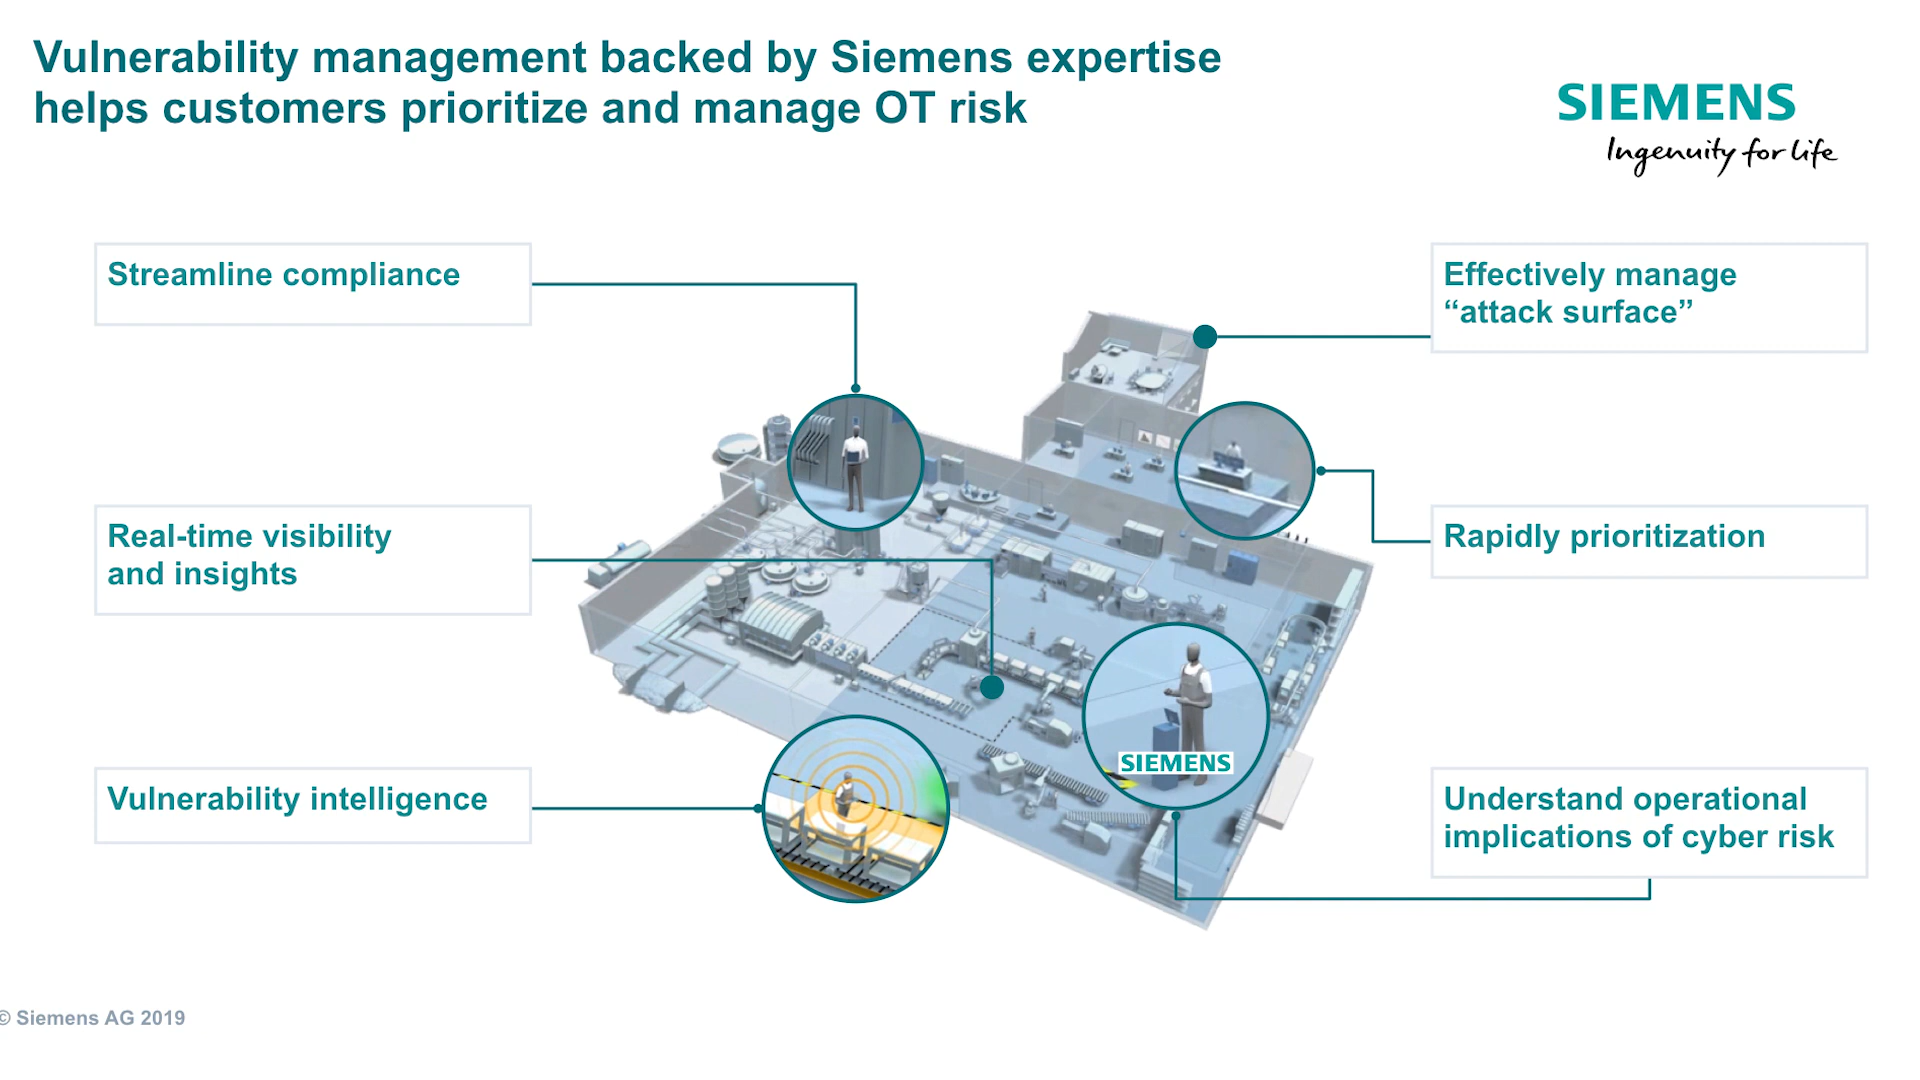 Vulnerability management backed by Siemens expertise
helps customers prioritize and manage OT risk
SIEMENS
Ingenuity for life
Streamline compliance
Effectively manage
“attack surface”
Real-time visibility
and insights
Rapidly prioritization
SIEMENS
Vulnerability intelligence
Understand operational
implications of cyber risk
© Siemens AG 2019